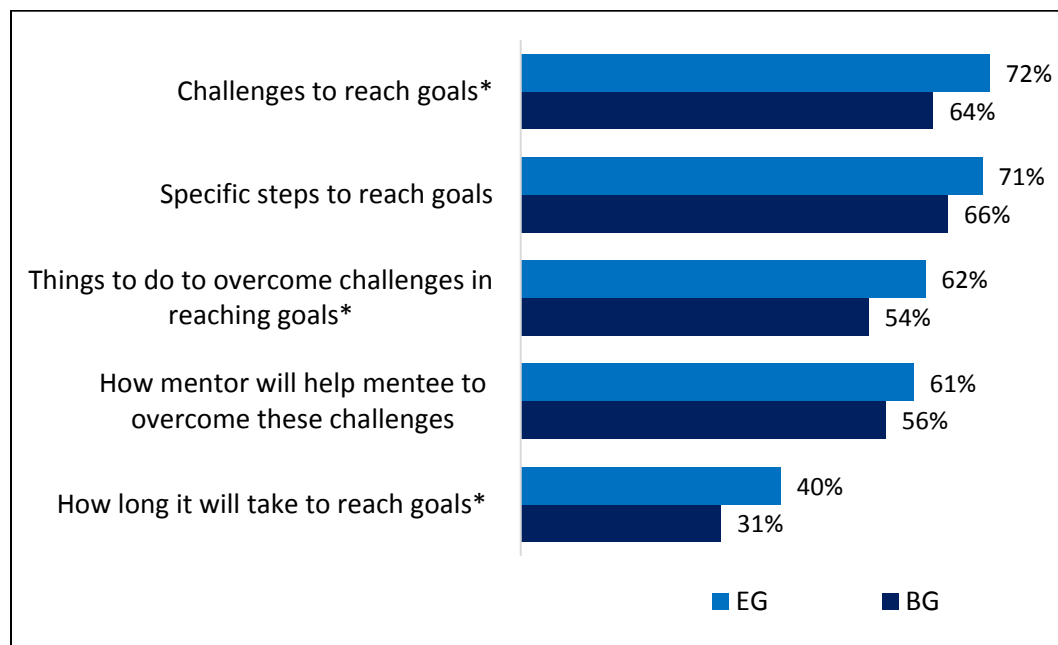 Challenges to reach goals*
72%
64%
Specific steps to reach goals
71%
66%
Things to do to overcome challenges in
reaching goals*
62%
54%
How mentor will help mentee to
overcome these challenges
61%
56%
How long it will take to reach goals*
40%
31%
EG
BG